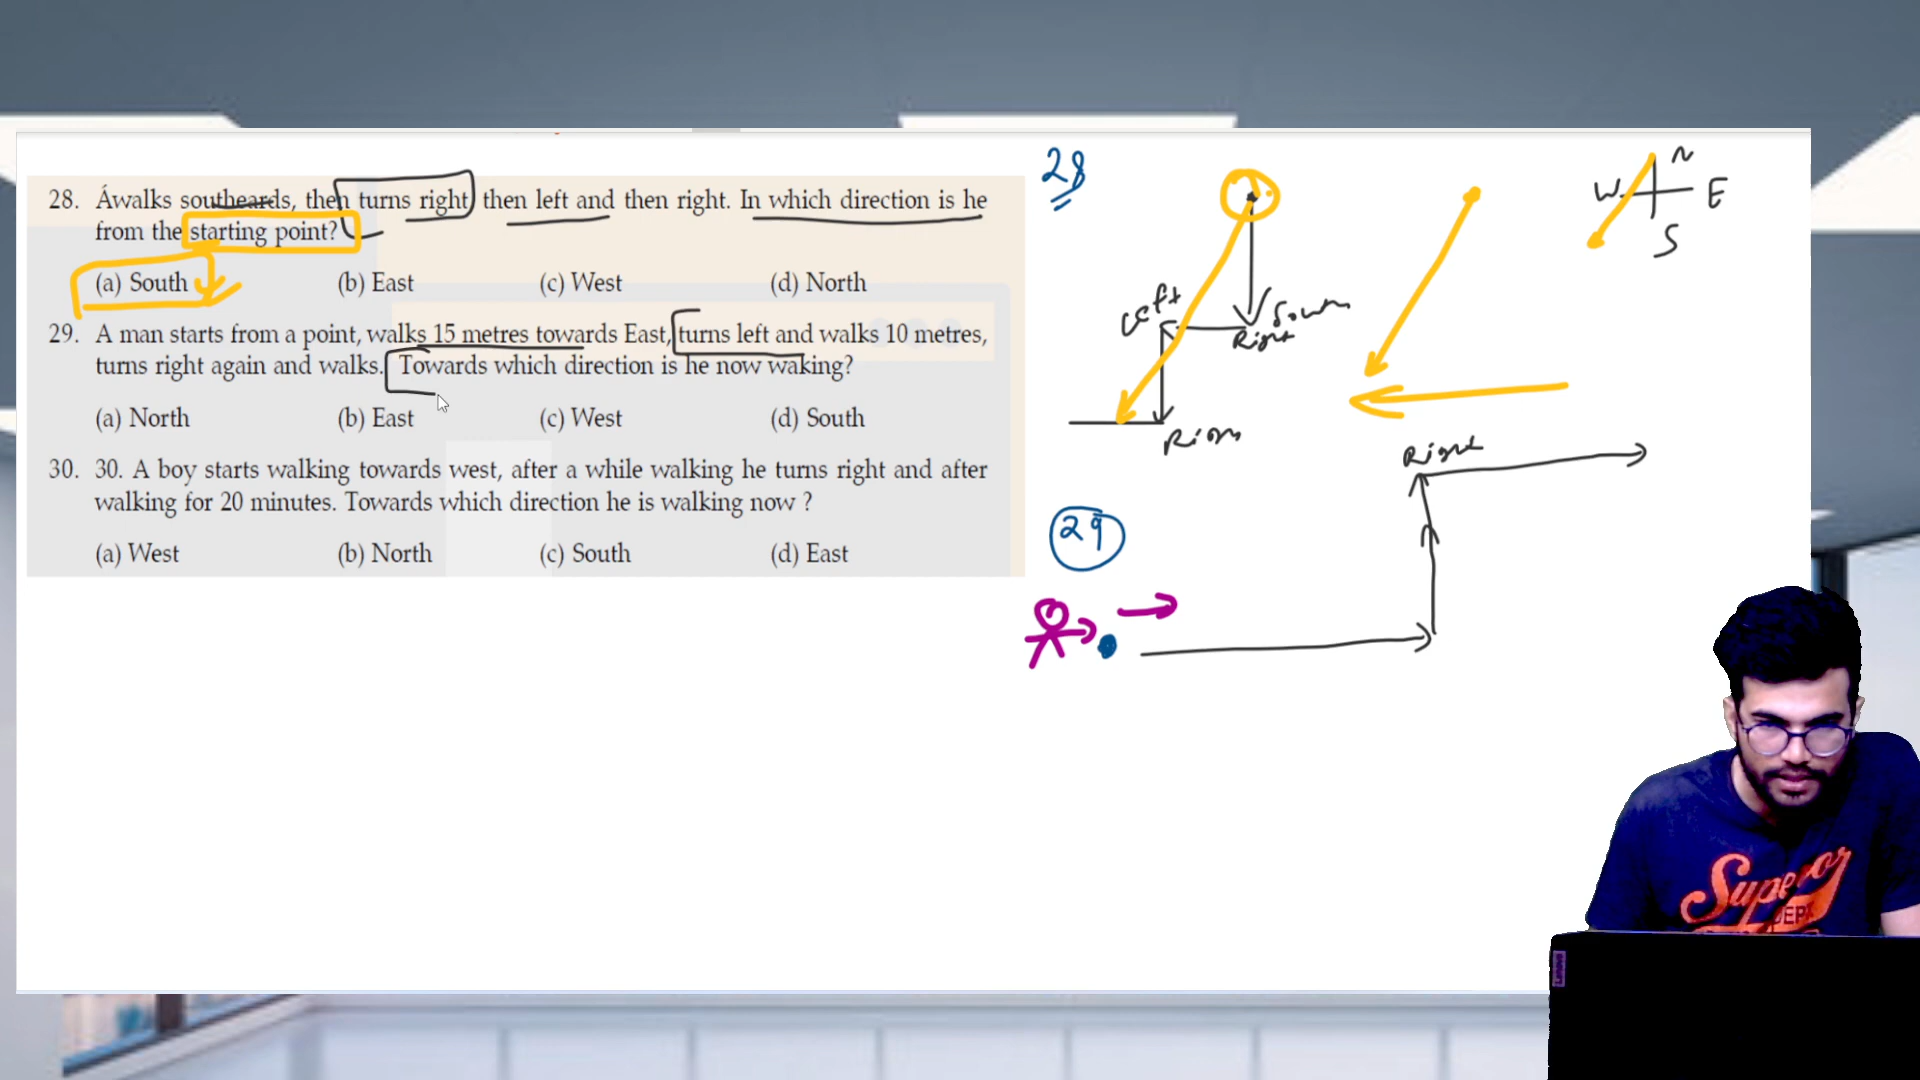 28. Áwalks southeards, then turns right then left and then right. In which direction is he
from the starting point?
(a) South (b) East (c) West (d) North
29. A man starts from a point, walks 15 metres towards East, turns left and walks 10 metres,
turns right again and walks. Towards which direction is he now waking?
(a) North (b) East (c) West (d) South
30. 30. A boy starts walking towards west, after a while walking he turns right and after
walking for 20 minutes. Towards which direction he is walking now ?
(a) West (b) North (c) South (d) East
28
N
W E
S
Left
Right
Right
29
Superior